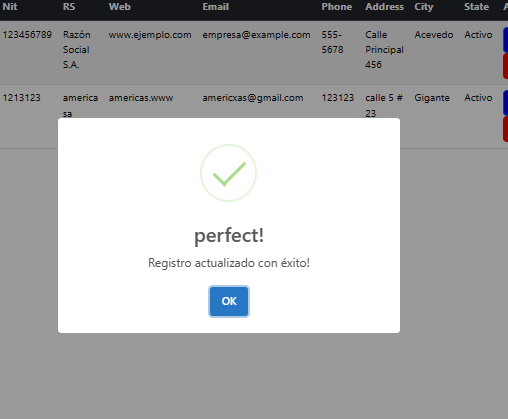 Nit RS Web Email Phone Address City State
123456789 Razón www.ejemplo.com empresa@example.com 555- Calle Acevedo Activo
Social 5678 Principal
S.A. 456
1213123 america americas.www americxas@gmail.com 123123 calle 5 # Gigante Activo
sa 23
perfect!
Registro actualizado con éxito!
OK